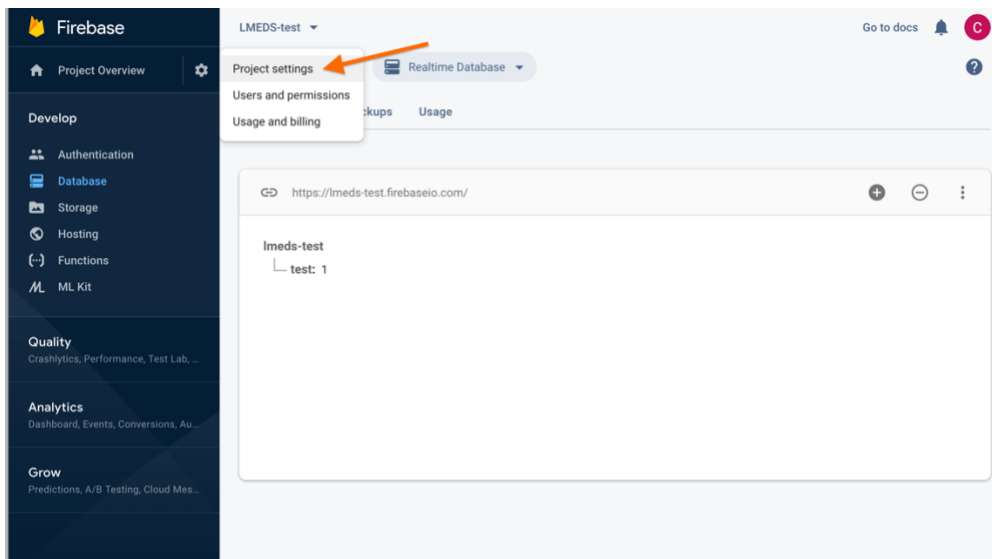 Firebase
Project Overview
Develop
Authentication
Database
Storage
Hosting
Functions
ML Kit
Quality
Crashlytics, Performance, Test Lab, ...
Analytics
Dashboard, Events, Conversions, Au...
Grow
Predictions, A/B Testing, Cloud Mes...
LMEDS-test
Go to docs
C
Project settings
Users and permissions
Usage and billing
Realtime Database
?
ckups Usage
https://lmeds-test.firebaseio.com/
lmeds-test
test: 1